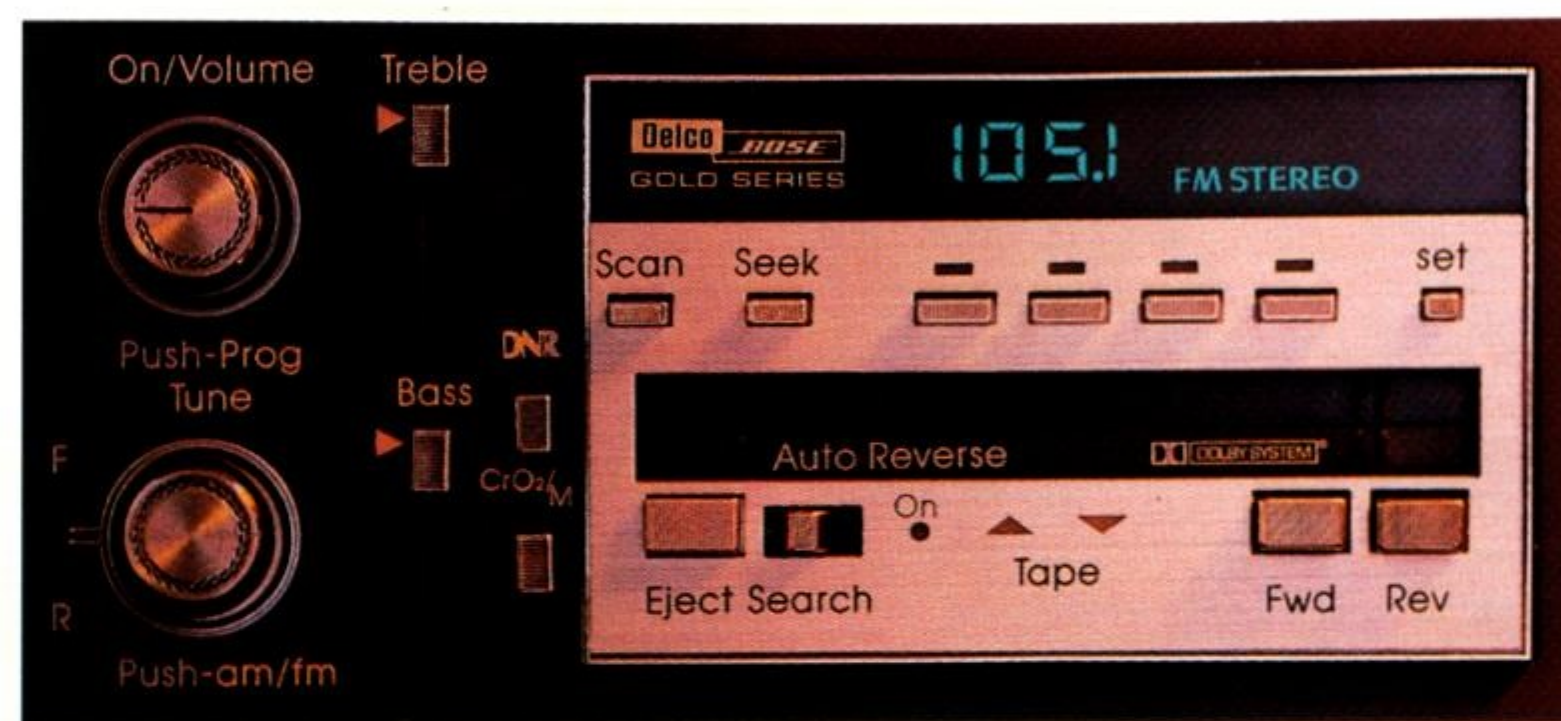 On/Volume
Treble
Push-Prog
Tune
F
R
Push-am/fm
Bass
DNR
CrO₂/M
Delco BOSE
GOLD SERIES
105.1
FM STEREO
Scan Seek set
Auto Reverse
DOLBY SYSTEM®
On
Tape
Eject Search
Fwd Rev